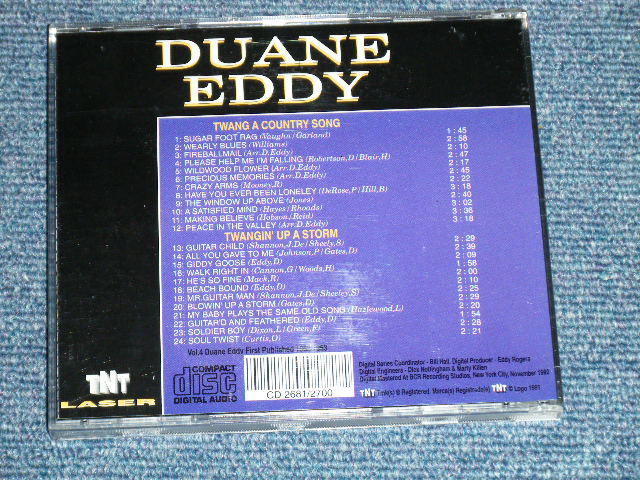 DUANE
EDDY
TWANG A COUNTRY SONG
1: SUGAR FOOT RAG (Vaughn/Garland) 1:45
2: WEARLY BLUES (Williams) 2:58
3: FIREBALLMAIL (Arr.D.Eddy) 2:10
4: PLEASE HELP ME I'M FALLING (Robertson,D/Blair,H) 2:47
5: WILDWOOD FLOWER (Arr.D.Eddy) 2:17
6: PRECIOUS MEMORIES (Arr.D.Eddy) 2:45
7: CRAZY ARMS (Mooney,R) 2:22
8: HAVE YOU EVER BEEN LONELEY (DeRose,P/Hill,B) 3:18
9: THE WINDOW UP ABOVE (Jones) 2:40
10: A SATISFIED MIND (Hayes/Rhoods) 3:02
11: MAKING BELIEVE (Hobson/Reid) 3:36
12: PEACE IN THE VALLEY (Arr.D.Eddy) 3:18
TWANGIN' UP A STORM
13: GUITAR CHILD (Shannon,J.De/Sheely,S) 2:29
14: ALL YOU GAVE TO ME (Johnson,P/Gates,D) 2:39
15: GIDDY GOOSE (Eddy,D) 2:09
16: WALK RIGHT IN (Cannon,G/Woods,H) 1:58
17: HE'S SO FINE (Mack,R) 2:00
18: BEACH BOUND (Eddy,D) 2:10
19: MR.GUITAR MAN (Shannon,J.De/Sheeley,S) 2:25
20: BLOWIN' UP A STORM (Gates,D) 2:29
21: MY BABY PLAYS THE SAME OLD SONG (Hazlewood,L) 2:20
22: GUITAR'D AND FEATHERED (Eddy,D) 1:54
23: SOLDIER BOY (Dixon,L/Green,F) 2:28
24: SOUL TWIST (Curtis,D) 2:21
Vol.4 Duane Eddy First Published
COMPACT
disc
DIGITAL AUDIO
CD 2681/2700
Digital Series Coordinator - Bill Hall, Digital Producer - Eddy Rogers
Digital Engineers - Dick Nottingham & Marty Killen
Digital Mastered At BCR Recording Studios, New York City, November 1990
TNT Registered. Marca(s) Registrada(s) TNT © Logo 1991
TNT
LASER